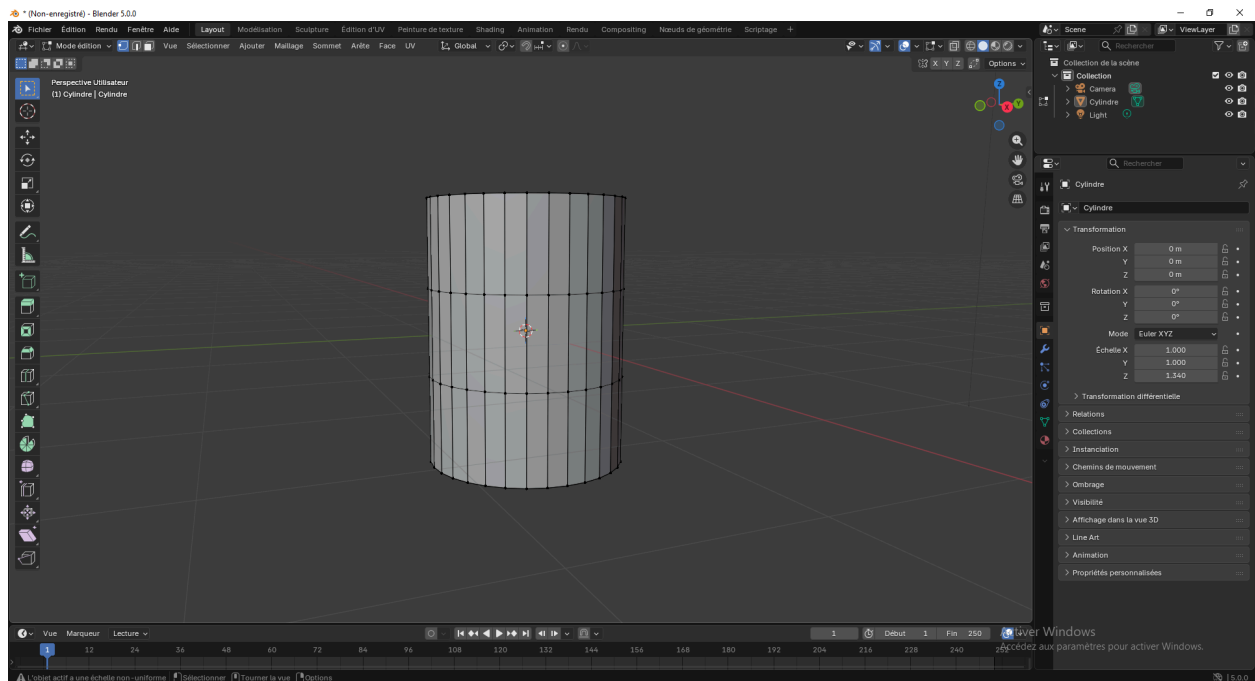 * (Non-enregistré) - Blender 5.0.0
Fichier Édition Rendu Fenêtre Aide Layout Modélisation Sculpture Édition d'UV Peinture de texture Shading Animation Rendu Compositing Nœuds de géométrie Scriptage + Scene ViewLayer
Mode édition Vue Sélectionner Ajouter Maillage Sommet Arête Face UV Global Rechercher
X Y Z Options
Perspective Utilisateur
(1) Cylindre | Cylindre
Z
Y
X
Collection de la scène
Collection
Camera
Cylindre
Light
Rechercher
Cylindre
Cylindre
Transformation
Position X 0 m
Y 0 m
Z 0 m
Rotation X 0°
Y 0°
Z 0°
Mode Euler XYZ
Échelle X 1.000
Y 1.000
Z 1.340
Transformation différentielle
Relations
Collections
Instanciation
Chemins de mouvement
Ombrage
Visibilité
Affichage dans la vue 3D
Line Art
Animation
Propriétés personnalisées
Vue Marqueur Lecture 1 Début 1 Fin 250
1 12 24 36 48 60 72 84 96 108 120 132 144 156 168 180 192 204 216 228 240 252
Activer Windows
Accédez aux paramètres pour activer Windows.
L'objet actif a une échelle non-uniforme Sélectionner Tourner la vue Options 5.0.0